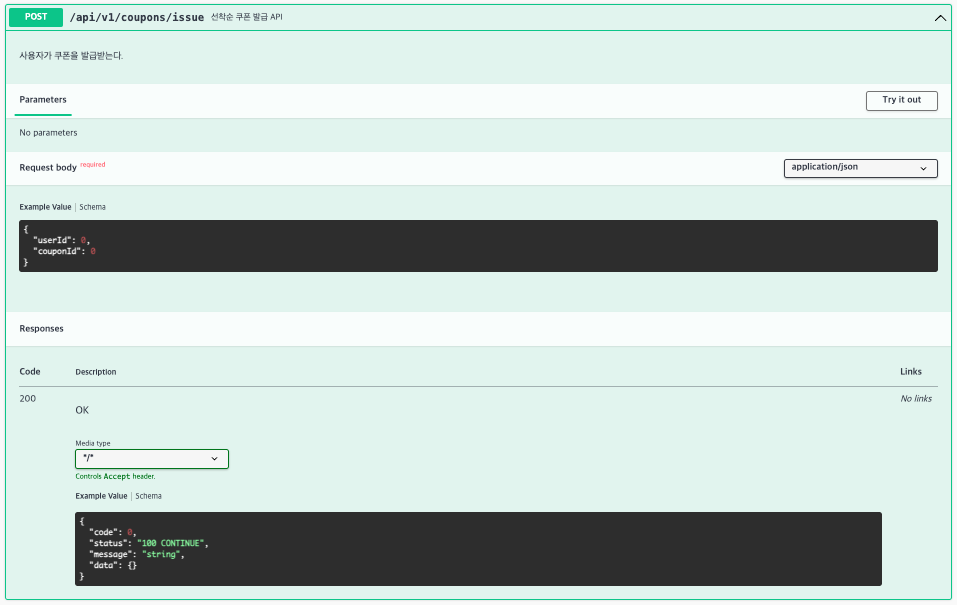 POST /api/v1/coupons/issue 선착순 쿠폰 발급 API
사용자가 쿠폰을 발급받는다.
Parameters
Try it out
No parameters
Request body required
application/json
Example Value | Schema
{
"userId": 0,
"couponId": 0
}
Responses
Code Description Links
200 OK No links
Media type
*/*
Controls Accept header.
Example Value | Schema
{
"code": 0,
"status": "100 CONTINUE",
"message": "string",
"data": {}
}